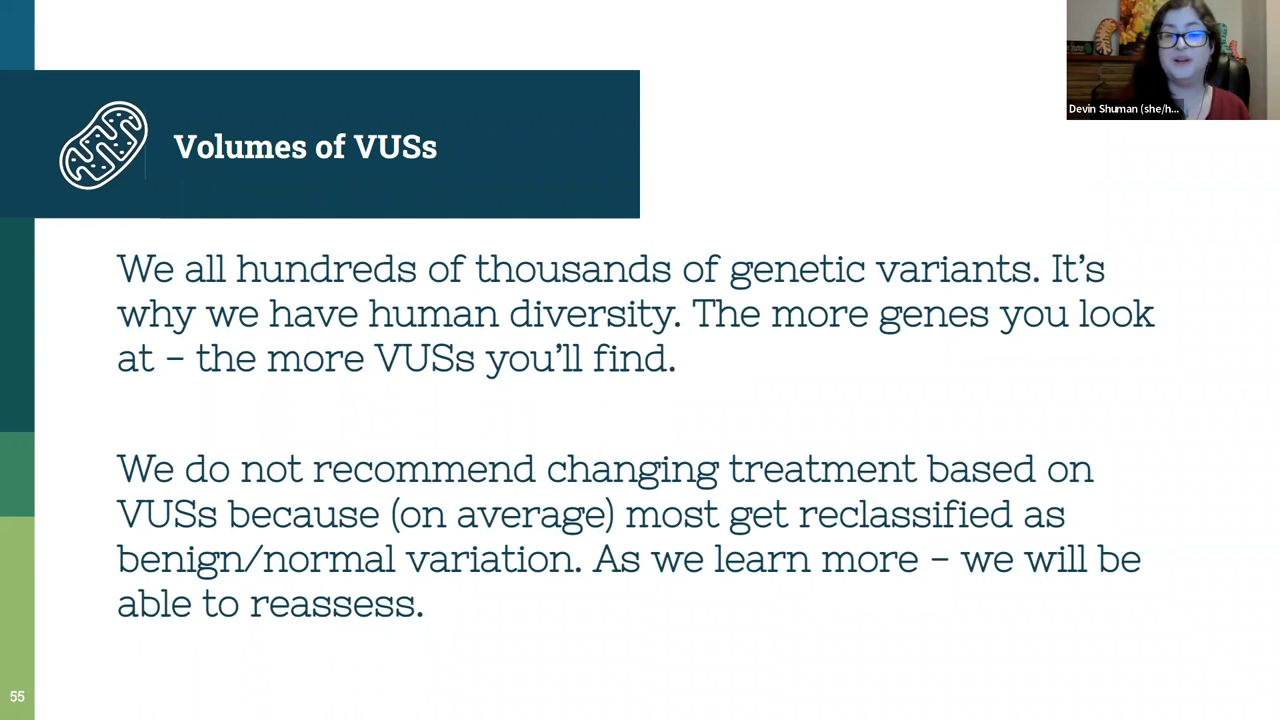 Devin Shuman (she/h...
Volumes of VUSs
We all hundreds of thousands of genetic variants. It’s
why we have human diversity. The more genes you look
at – the more VUSs you’ll find.
We do not recommend changing treatment based on
VUSs because (on average) most get reclassified as
benign/normal variation. As we learn more – we will be
able to reassess.
55